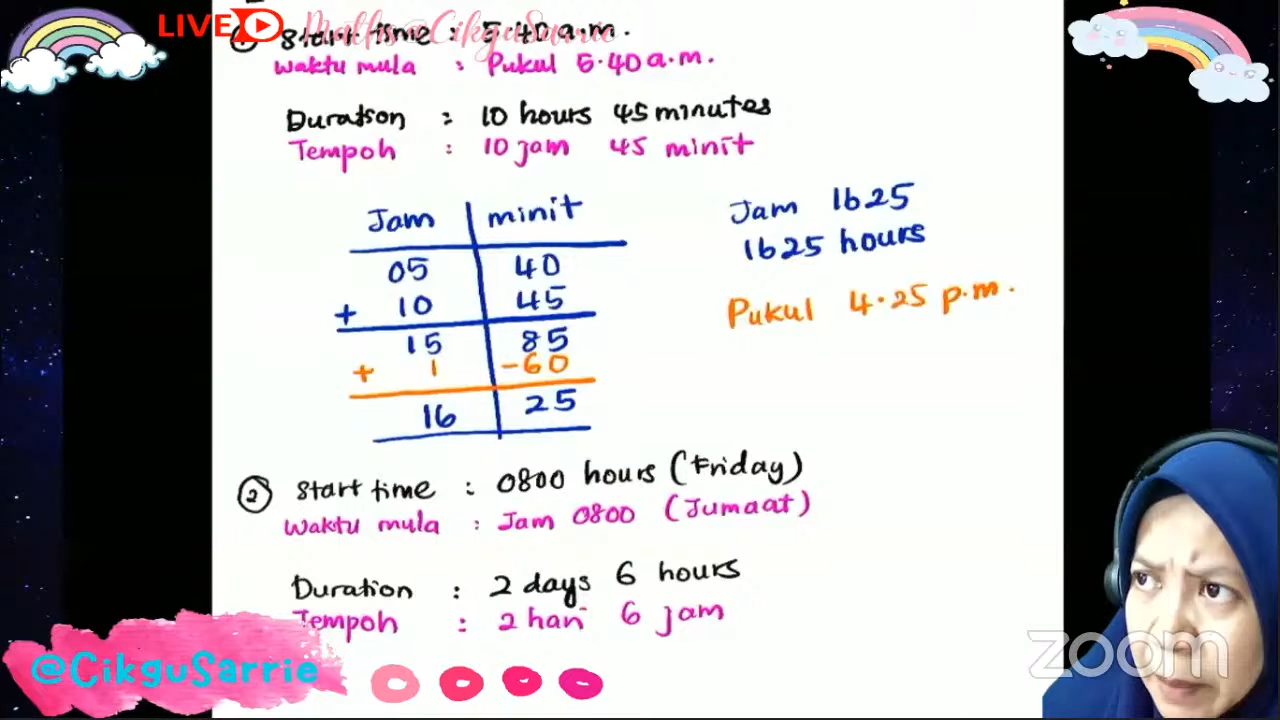 LIVE Maths@CikguSarrie
1 Start time : 5.40 a.m.
Waktu mula : Pukul 5.40 a.m.
Duration : 10 hours 45 minutes
Tempoh : 10 jam 45 minit
Jam minit
05 40
+ 10 45
15 85
+ 1 -60
16 25
Jam 1625
1625 hours
Pukul 4.25 p.m.
2 Start time : 0800 hours (Friday)
Waktu mula : Jam 0800 (Jumaat)
Duration : 2 days 6 hours
Tempoh : 2 hari 6 jam
@CikguSarrie
zoom